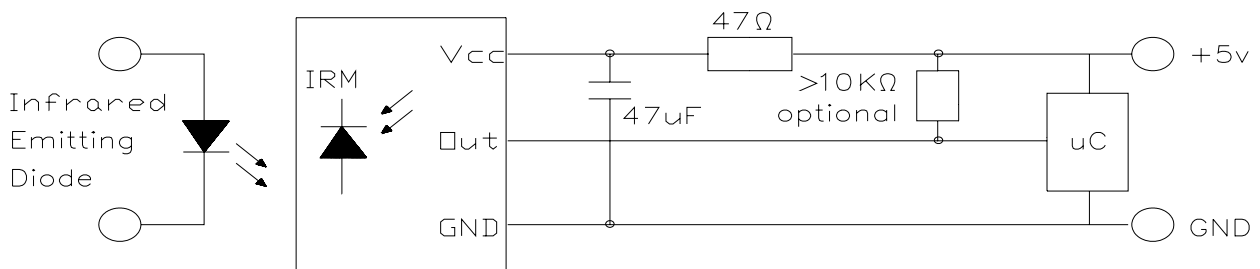 Infrared
Emitting
Diode
IRM
Vcc
Out
GND
47uF
47Ω
>10KΩ
optional
uC
+5v
GND